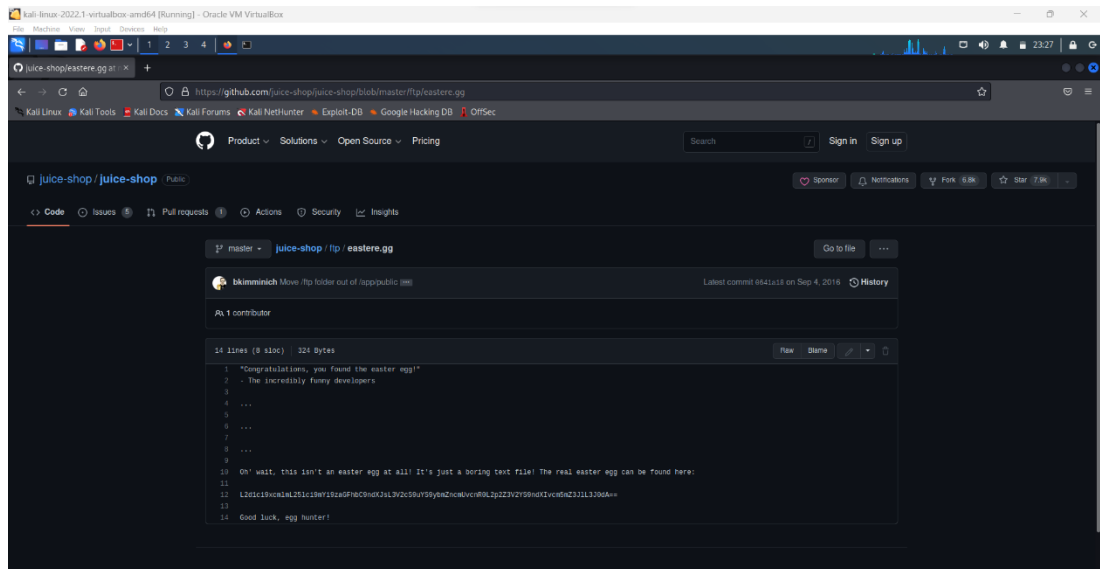 kali-linux-2022.1-virtualbox-amd64 [Running] - Oracle VM VirtualBox
File Machine View Input Devices Help
1 2 3 4 23:27
juice-shop/eastere.gg at
https://github.com/juice-shop/juice-shop/blob/master/ftp/eastere.gg
Kali Linux Kali Tools Kali Docs Kali Forums Kali NetHunter Exploit-DB Google Hacking DB OffSec
Product Solutions Open Source Pricing Search / Sign in Sign up
juice-shop / juice-shop Public Sponsor Notifications Fork 6.8k Star 7.9k
<> Code Issues 5 Pull requests 1 Actions Security Insights
master juice-shop / ftp / eastere.gg Go to file ...
bkimminich Move /ftp folder out of /app/public ... Latest commit 0641a18 on Sep 4, 2016 History
1 contributor
14 lines (8 sloc) 324 Bytes Raw Blame
1 "Congratulations, you found the easter egg!"
2 - The incredibly funny developers
3
4 ...
5
6 ...
7
8 ...
9
10 Oh' wait, this isn't an easter egg at all! It's just a boring text file! The real easter egg can be found here:
11
12
13
14 Good luck, egg hunter!